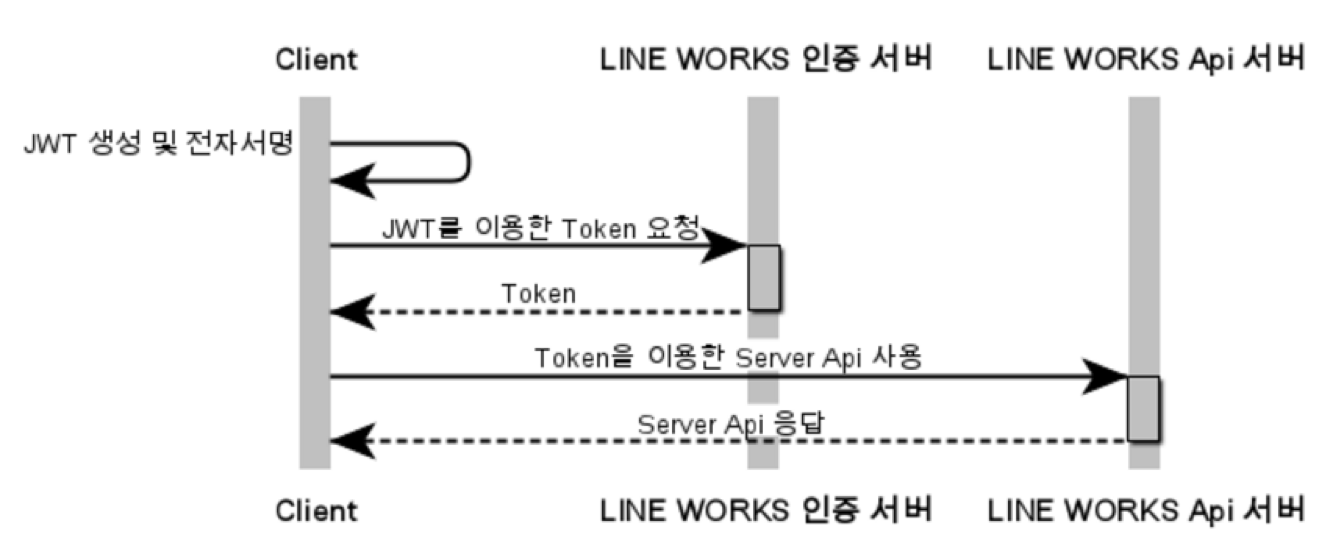 Client LINE WORKS 인증 서버 LINE WORKS Api 서버
JWT 생성 및 전자서명
JWT를 이용한 Token 요청
Token
Token을 이용한 Server Api 사용
Server Api 응답
Client LINE WORKS 인증 서버 LINE WORKS Api 서버